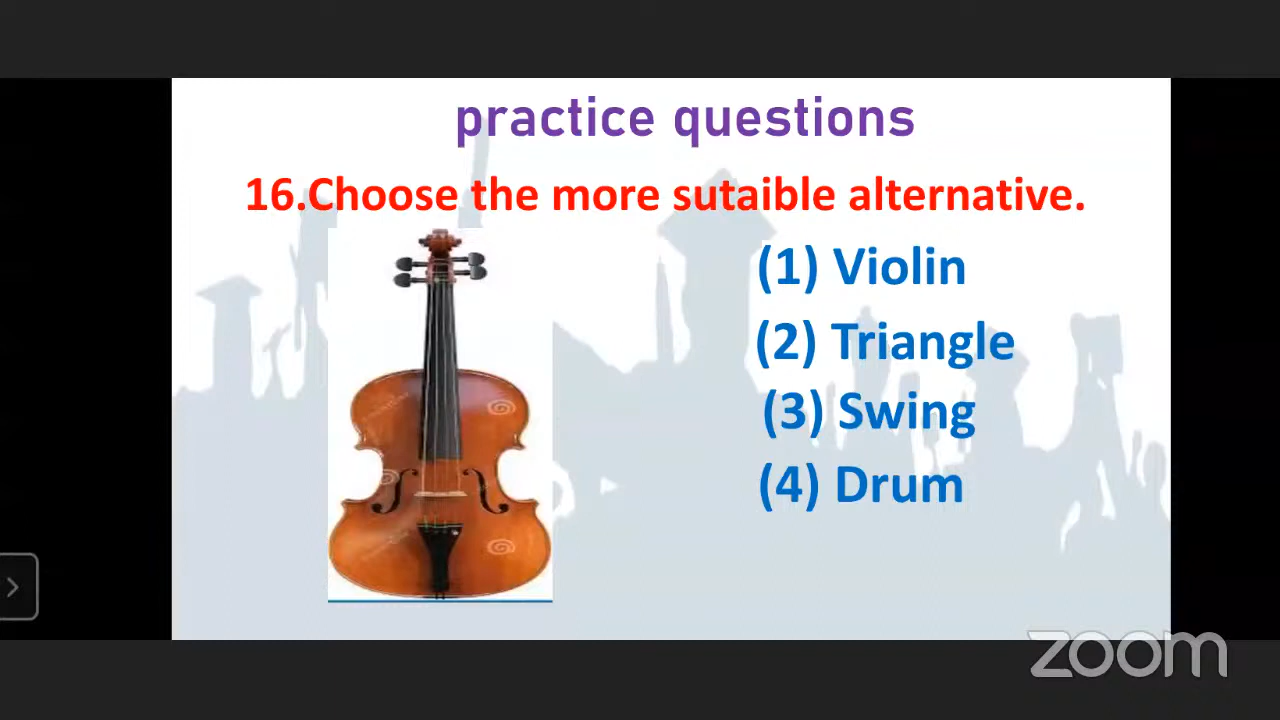 practice questions
16.Choose the more sutaible alternative.
(1) Violin
(2) Triangle
(3) Swing
(4) Drum
zoom